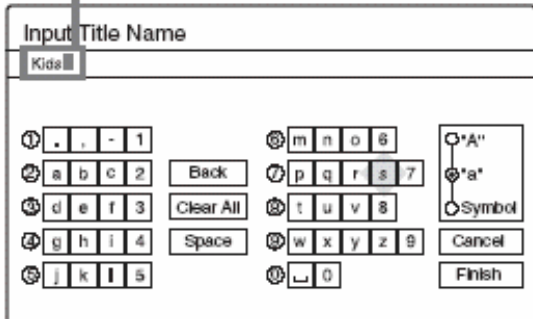 Input Title Name
Kids
① . , - 1 ⑥ m n o 6 "A"
② a b c 2 Back ⑦ p q r s 7 "a"
③ d e f 3 Clear All ⑧ t u v 8 Symbol
④ g h i 4 Space ⑨ w x y z 9 Cancel
⑤ j k l 5 ⓪ ⎵ 0 Finish